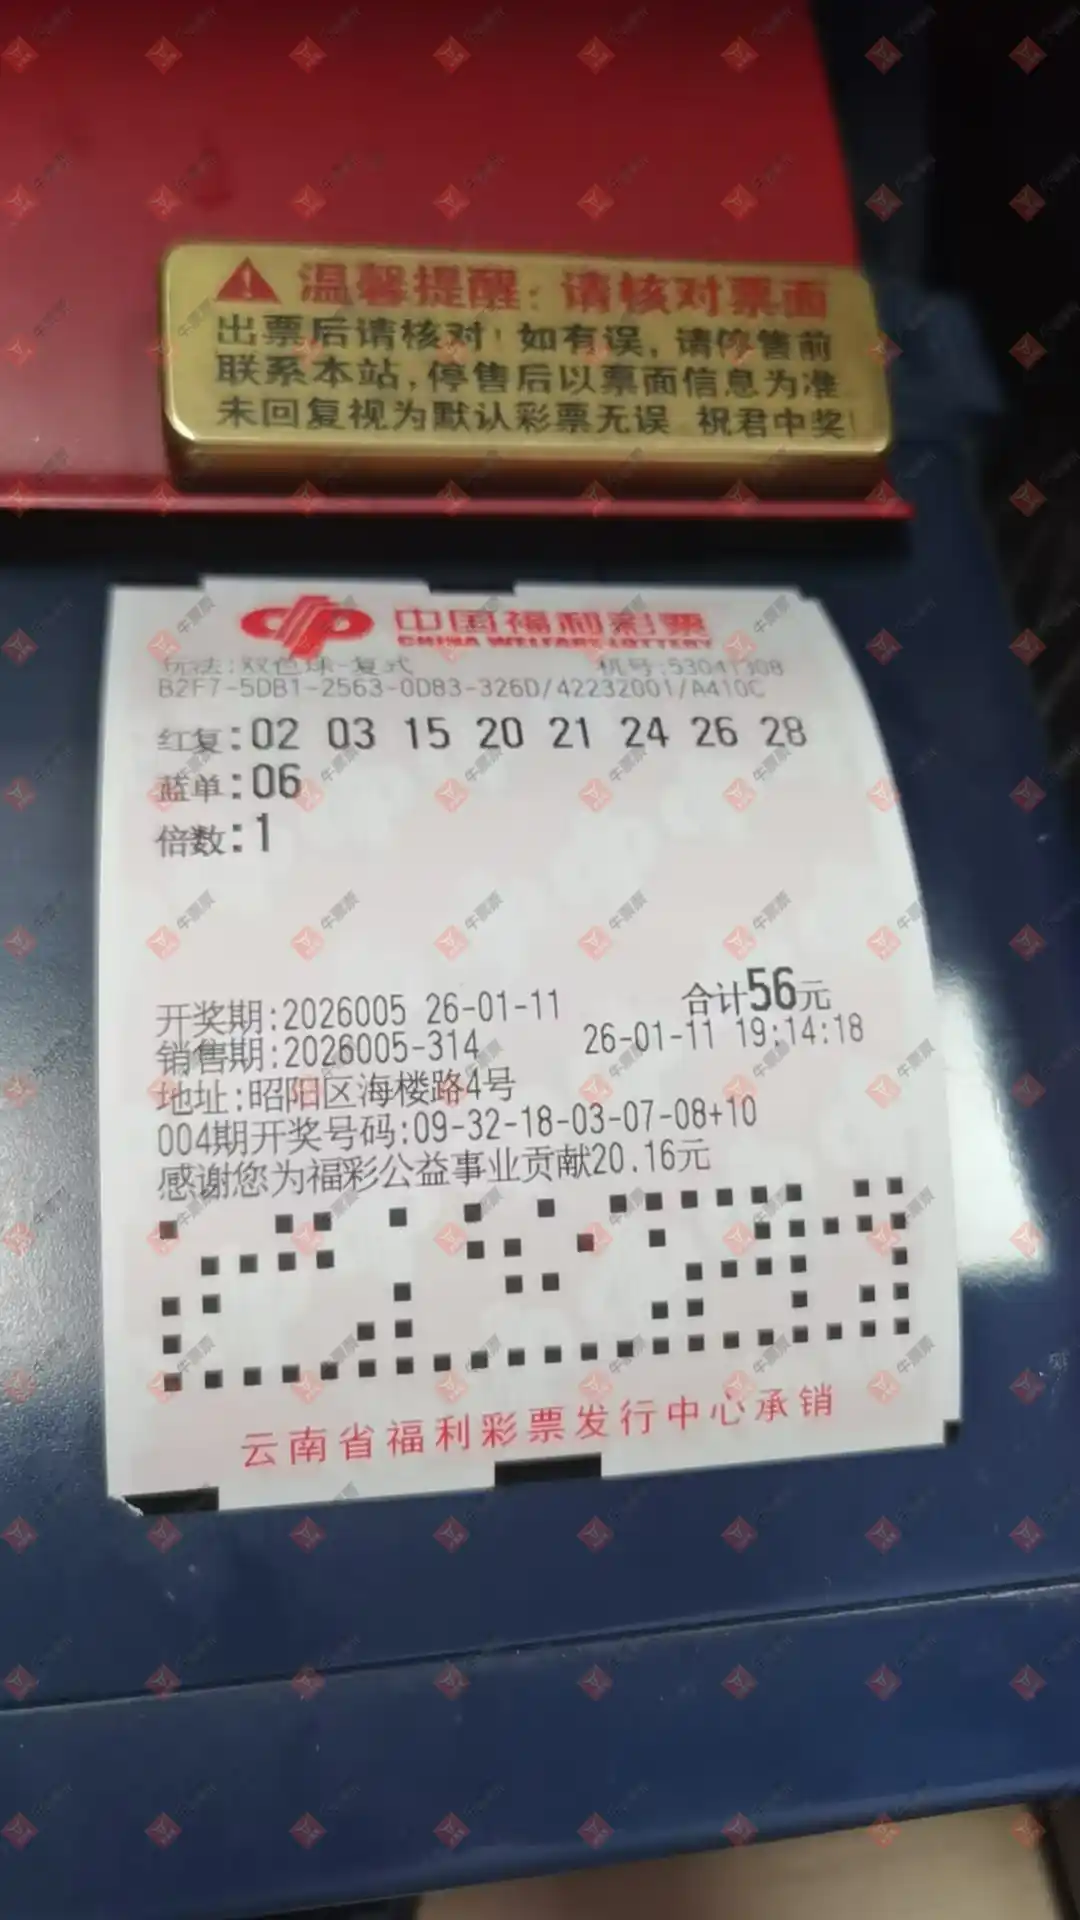 温馨提醒：请核对票面
出票后请核对！如有误，请停售前
联系本站，停售后以票面信息为准
未回复视为默认彩票无误 祝君中奖！
中国福利彩票
CHINA WELFARE LOTTERY
玩法:双色球-复式 机号:53041308
B2F7-5DB1-2563-0D83-326D/42232001/A410C
红复:02 03 15 20 21 24 26 28
蓝单:06
倍数:1
开奖期:2026005 26-01-11 合计56元
销售期:2026005-314 26-01-11 19:14:18
地址:昭阳区海楼路4号
004期开奖号码:09-32-18-03-07-08+10
感谢您为福彩公益事业贡献20.16元
云南省福利彩票发行中心承销
牛票票